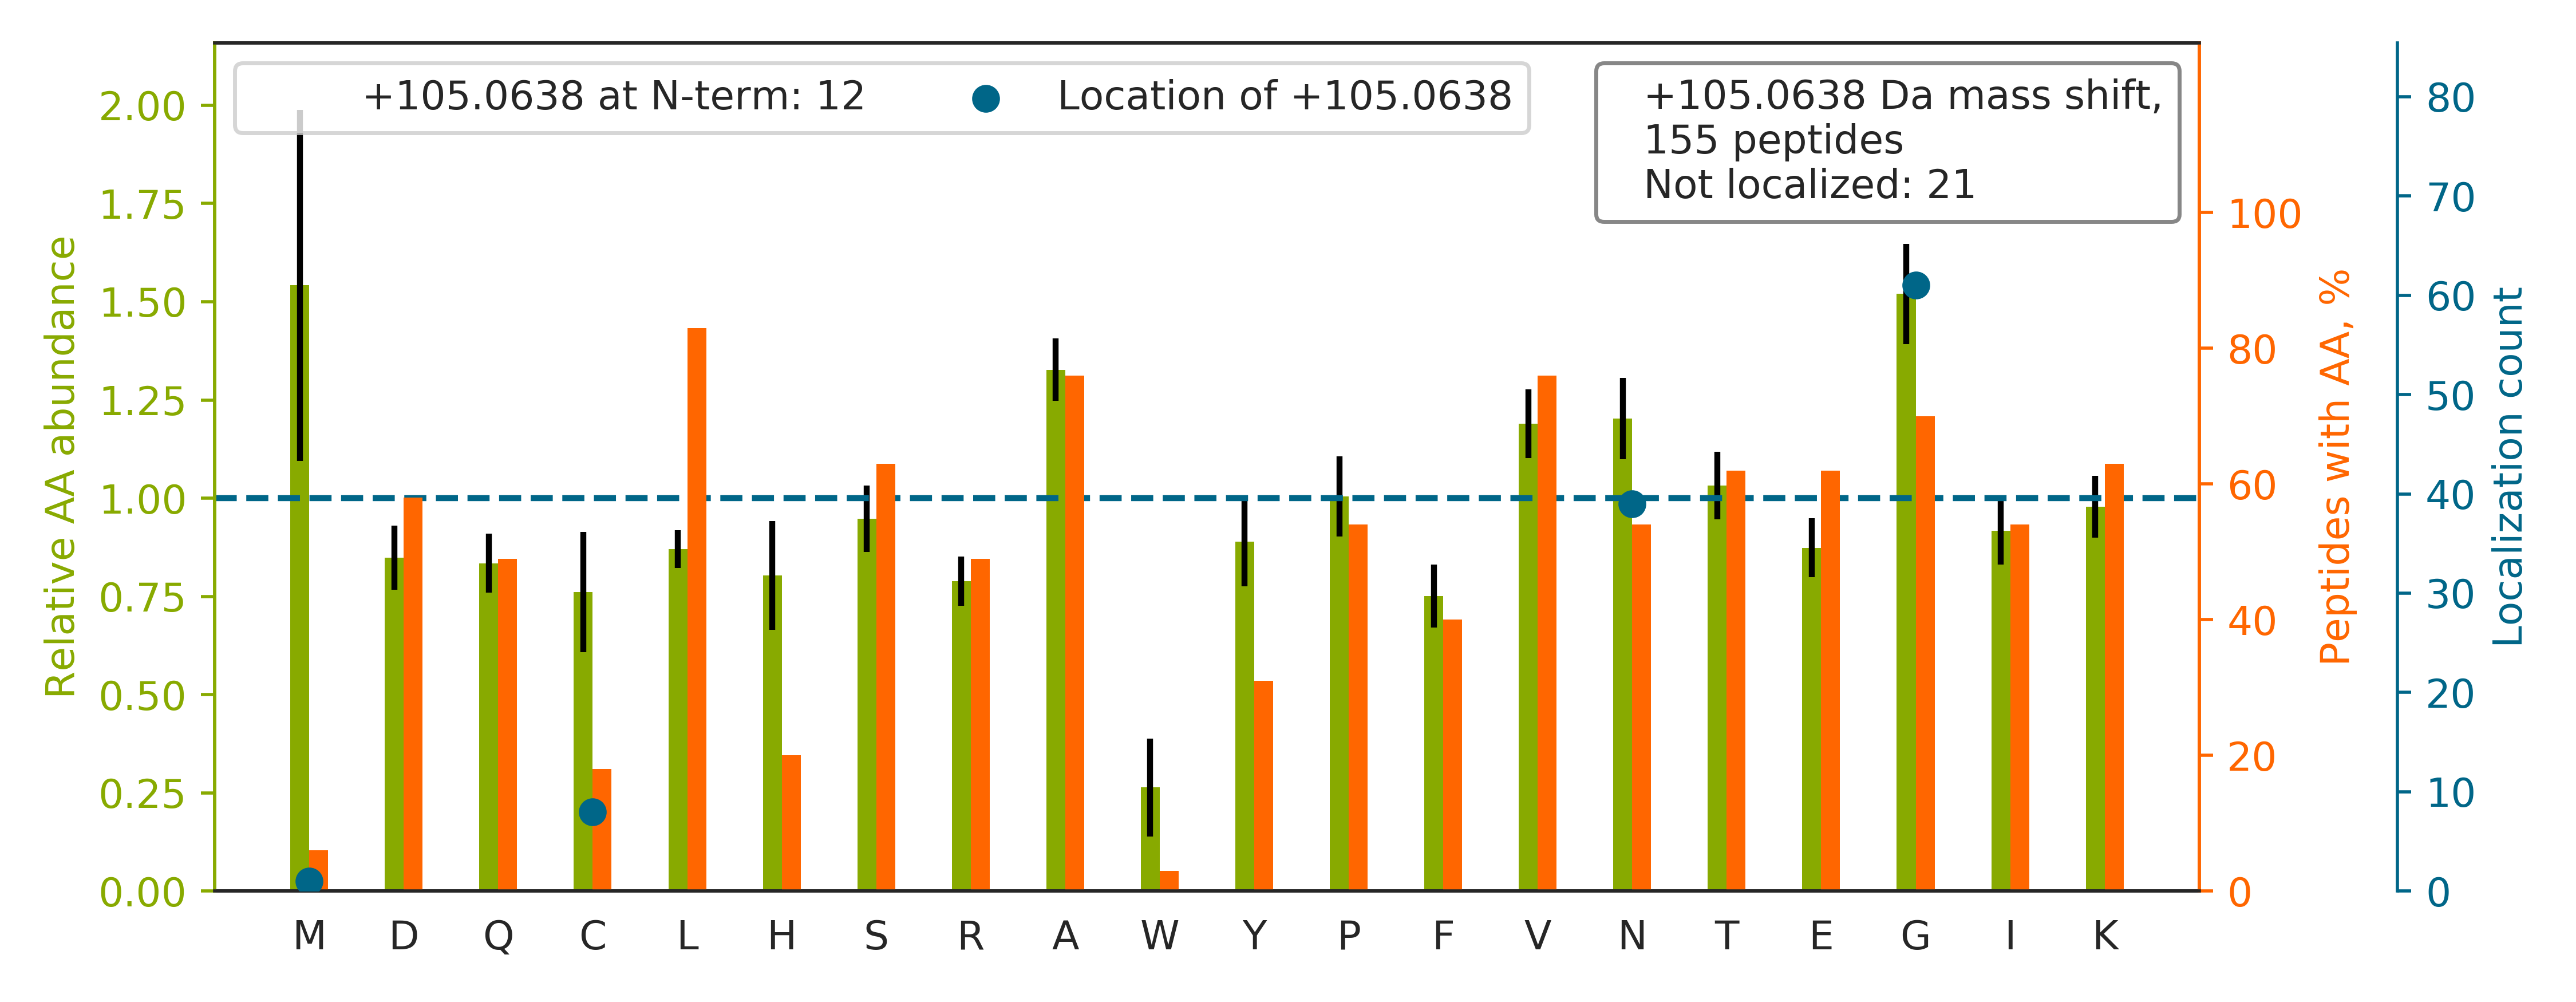 +105.0638 at N-term: 12
Location of +105.0638
+105.0638 Da mass shift,
155 peptides
Not localized: 21
Relative AA abundance
2.00
1.75
1.50
1.25
1.00
0.75
0.50
0.25
0.00
M D Q C L H S R A W Y P F V N T E G I K
100
80
60
40
20
0
Peptides with AA, %
80
70
60
50
40
30
20
10
0
Localization count